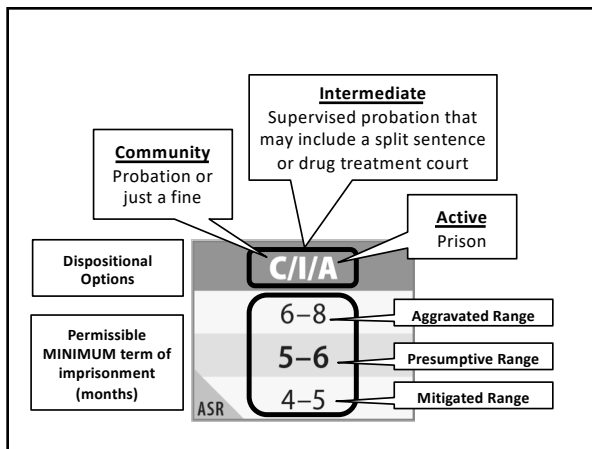 Intermediate
Supervised probation that
may include a split sentence
or drug treatment court
Community
Probation or
just a fine
Active
Prison
Dispositional
Options
C/I/A
Permissible
MINIMUM term of
imprisonment
(months)
6–8
Aggravated Range
5–6
Presumptive Range
4–5
Mitigated Range
ASR